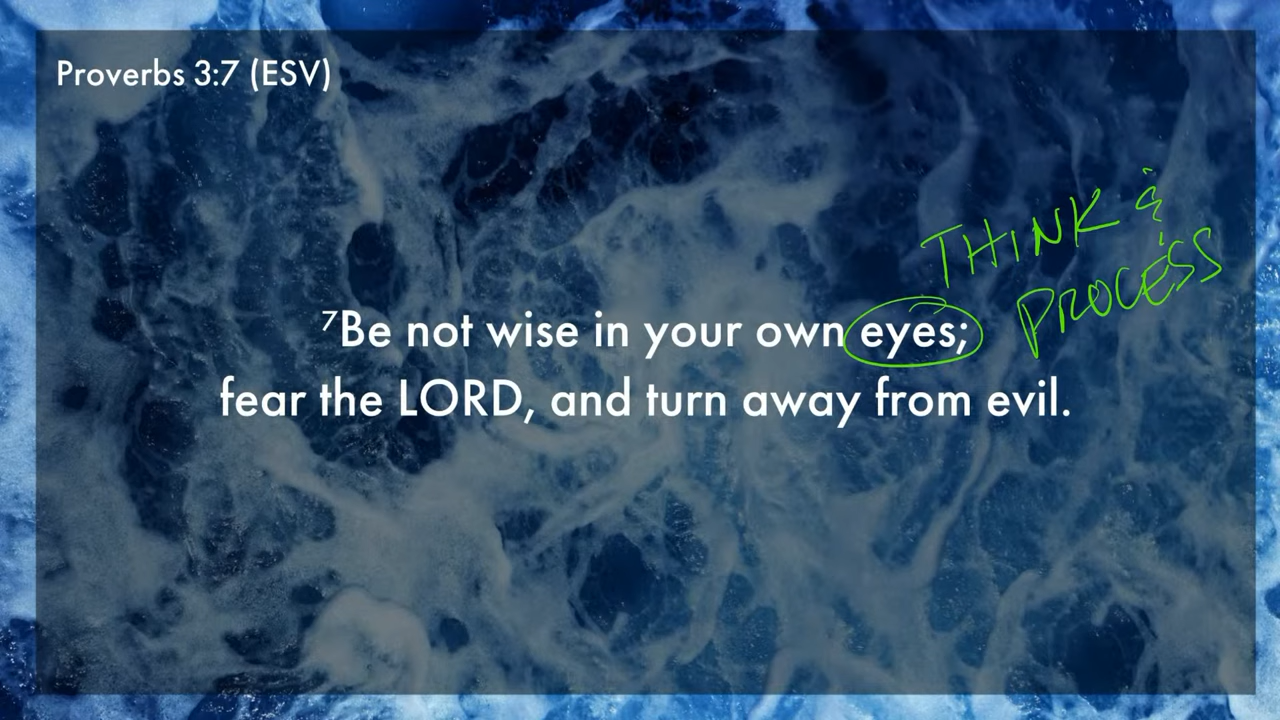 Proverbs 3:7 (ESV)
THINK &
PROCESS
⁷Be not wise in your own eyes;
fear the LORD, and turn away from evil.